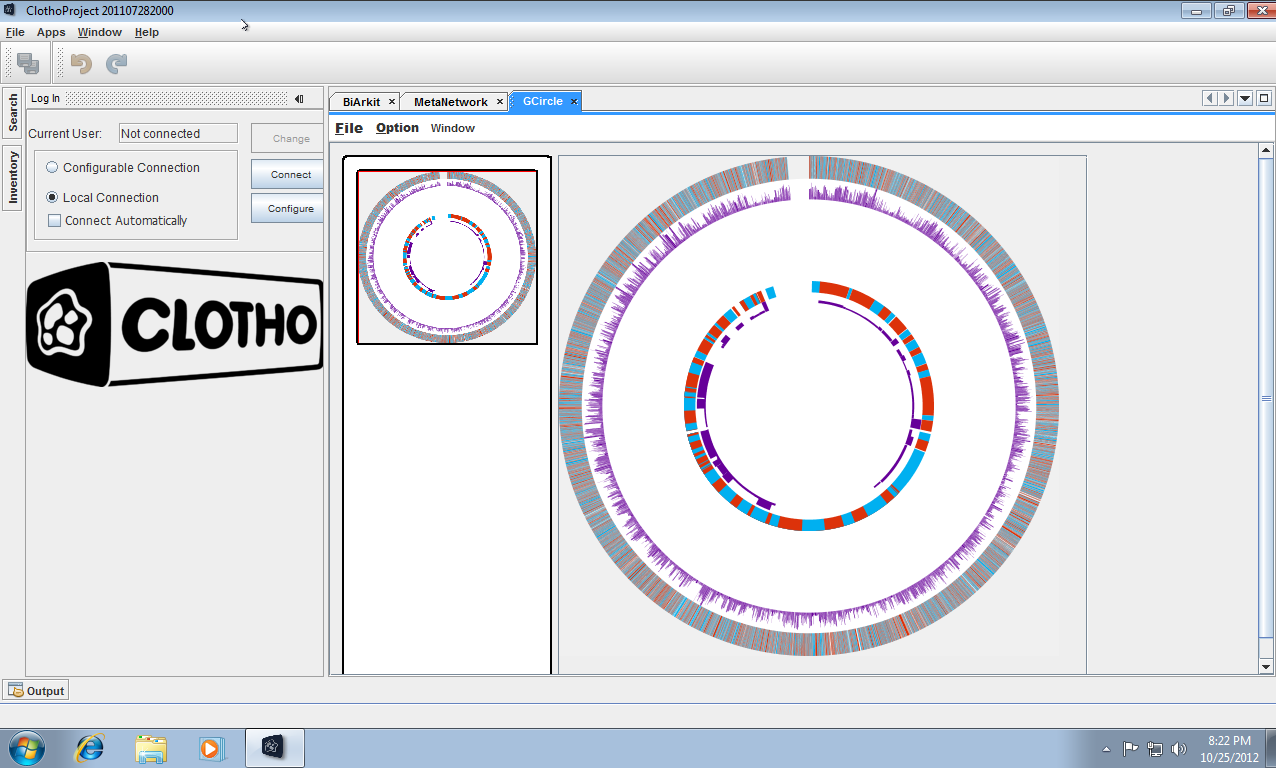 ClothoProject 201107282000
File Apps Window Help
Search
Inventory
Log In
Current User: Not connected Change
Configurable Connection
Connect
Local Connection
Configure
Connect Automatically
CLOTHO
BiArkit MetaNetwork GCircle
File Option Window
Output
8:22 PM
10/25/2012